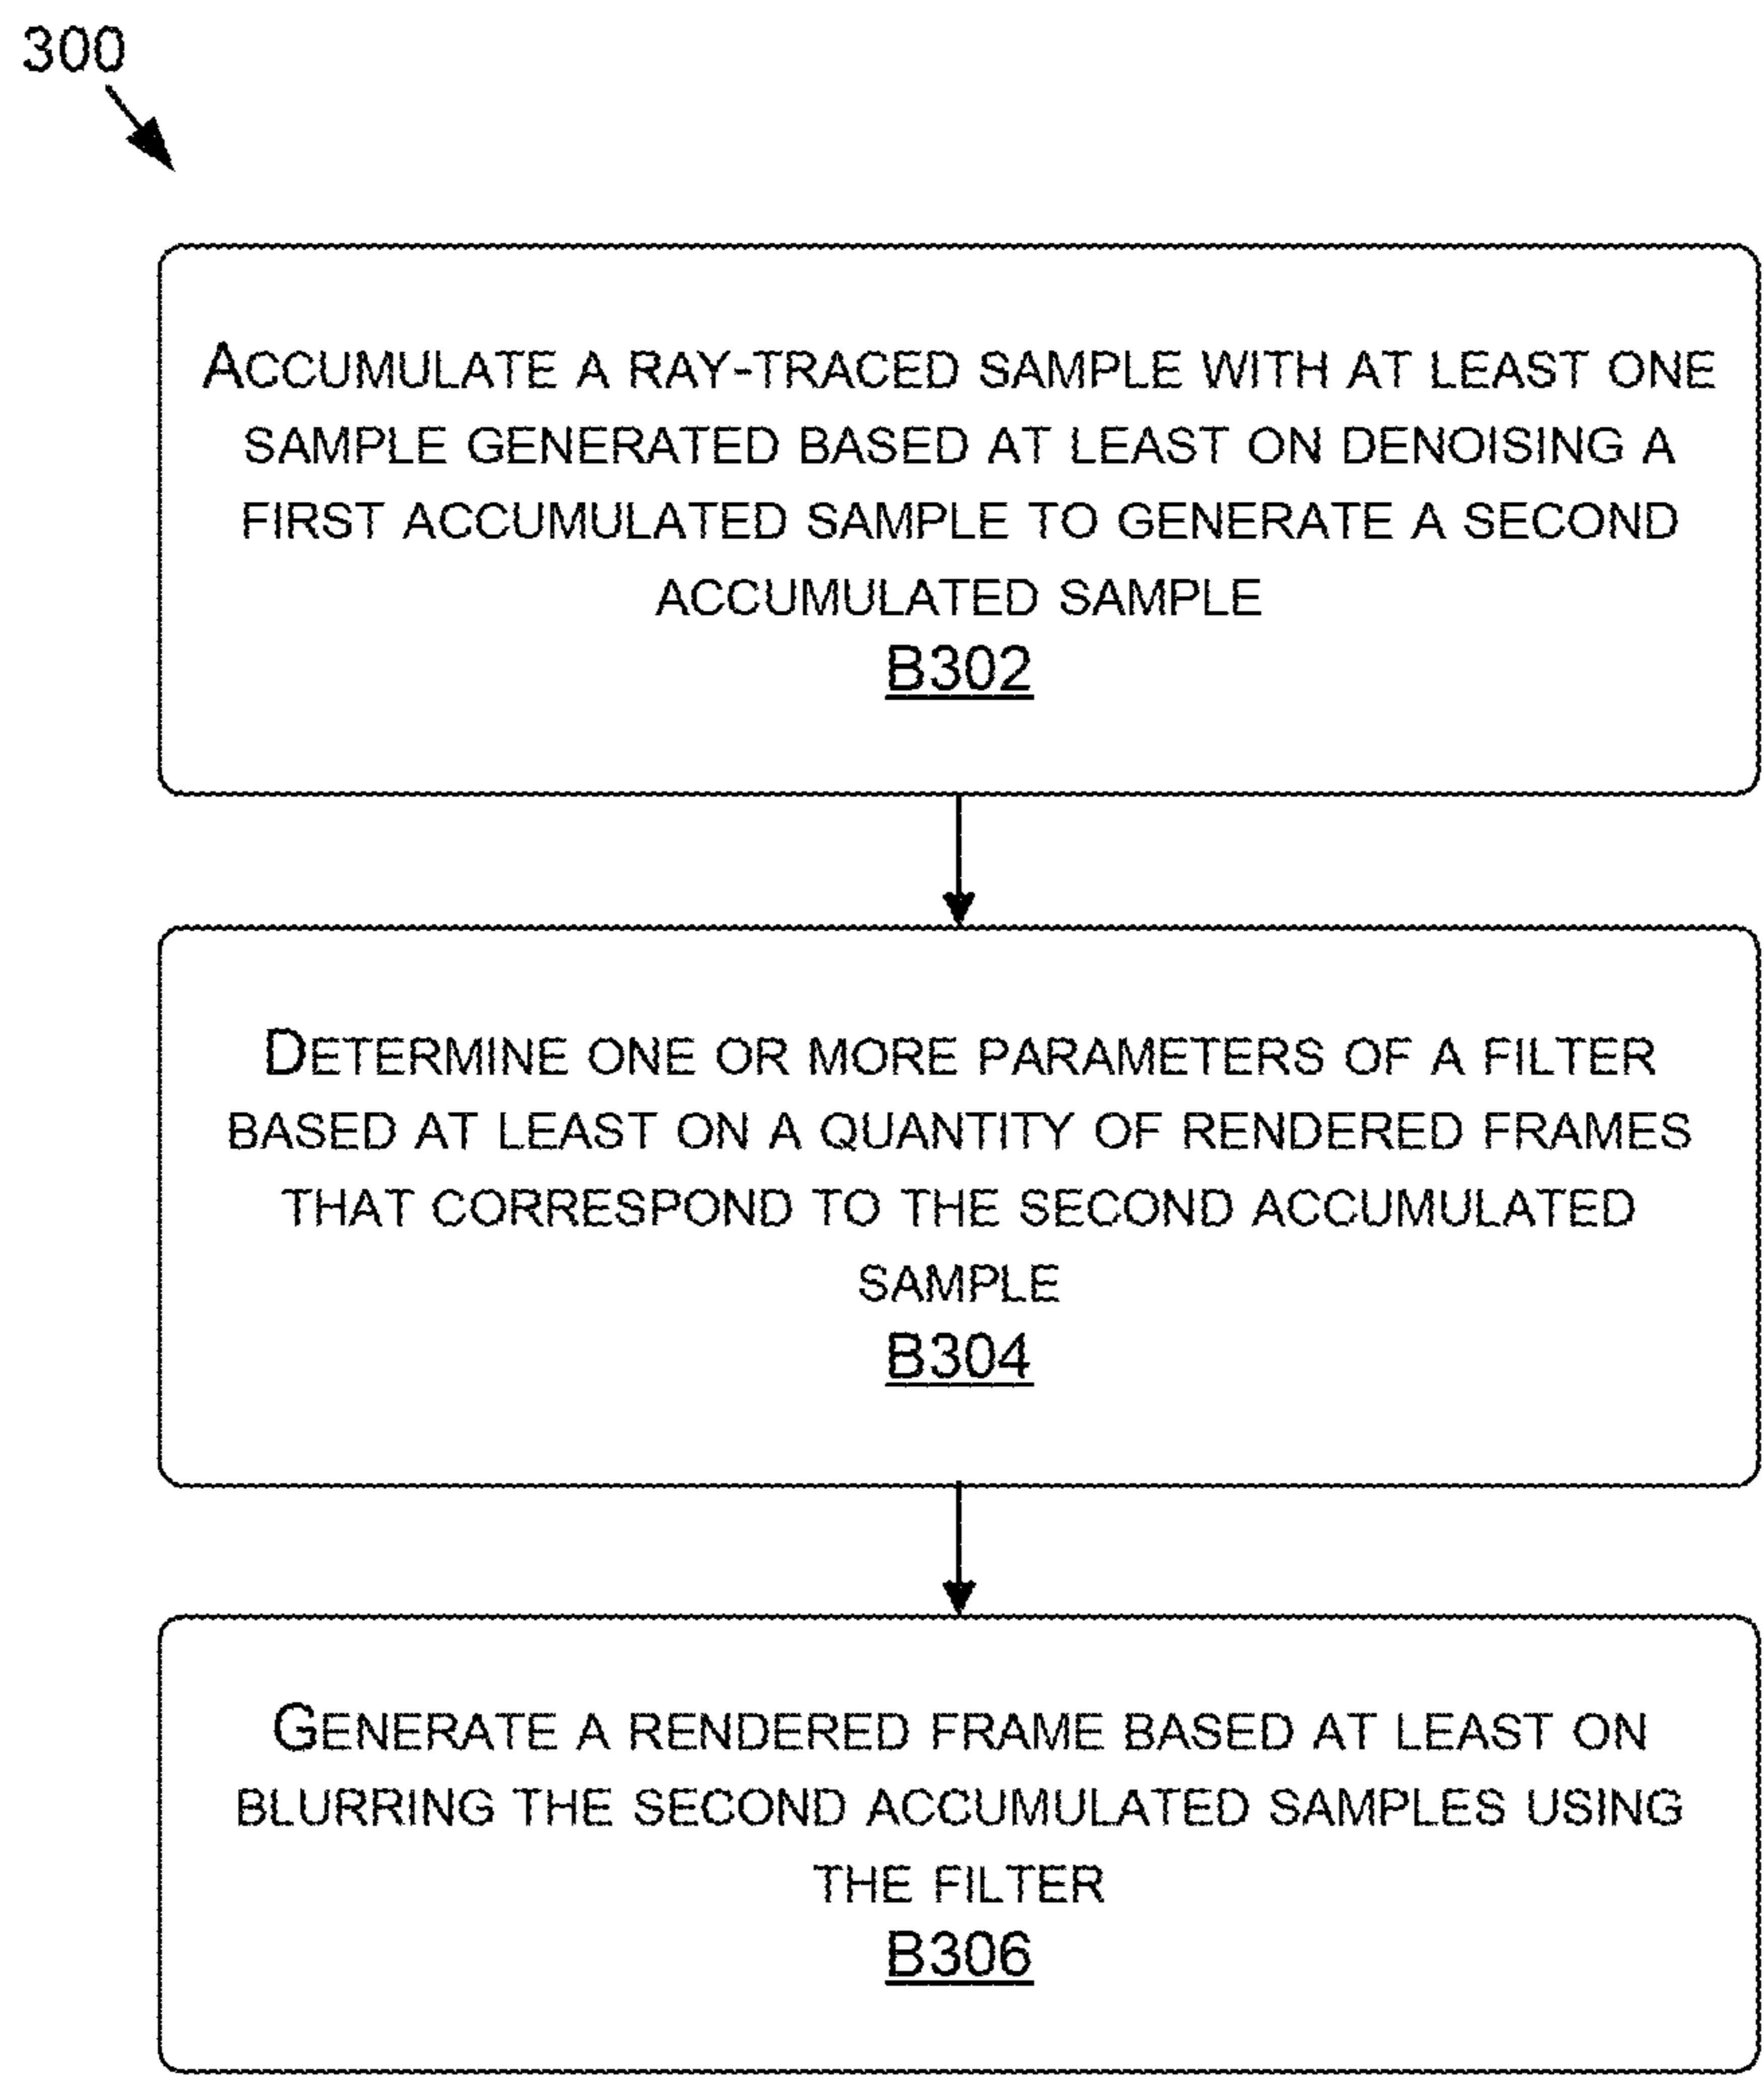 300
ACCUMULATE A RAY-TRACED SAMPLE WITH AT LEAST ONE
SAMPLE GENERATED BASED AT LEAST ON DENOISING A
FIRST ACCUMULATED SAMPLE TO GENERATE A SECOND
ACCUMULATED SAMPLE
B302
DETERMINE ONE OR MORE PARAMETERS OF A FILTER
BASED AT LEAST ON A QUANTITY OF RENDERED FRAMES
THAT CORRESPOND TO THE SECOND ACCUMULATED
SAMPLE
B304
GENERATE A RENDERED FRAME BASED AT LEAST ON
BLURRING THE SECOND ACCUMULATED SAMPLES USING
THE FILTER
B306